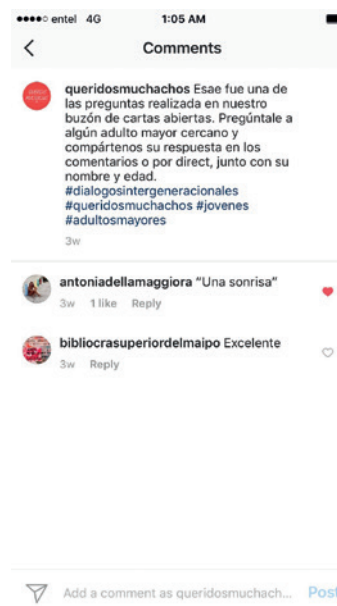 entel 4G 1:05 AM
Comments
queridosmuchachos Esae fue una de
las preguntas realizada en nuestro
buzón de cartas abiertas. Pregúntale a
algún adulto mayor cercano y
compártenos su respuesta en los
comentarios o por direct, junto con su
nombre y edad.
#dialogosintergeneracionales
#queridosmuchachos #jovenes
#adultosmayores
3w
antoniadellamaggiora “Una sonrisa”
3w 1 like Reply
bibliocrasuperiordelmaipo Excelente
3w Reply
Add a comment as queridosmuchach... Post